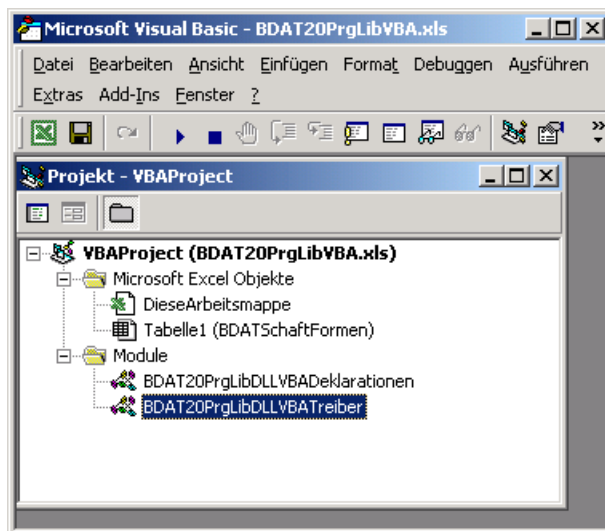 Microsoft Visual Basic - BDAT20PrgLibVBA.xls
Datei Bearbeiten Ansicht Einfügen Format Debuggen Ausführen
Extras Add-Ins Fenster ?
Projekt - VBAProject
VBAProject (BDAT20PrgLibVBA.xls)
Microsoft Excel Objekte
DieseArbeitsmappe
Tabelle1 (BDATSchaftFormen)
Module
BDAT20PrgLibDLLVBADeklarationen
BDAT20PrgLibDLLVBATreiber